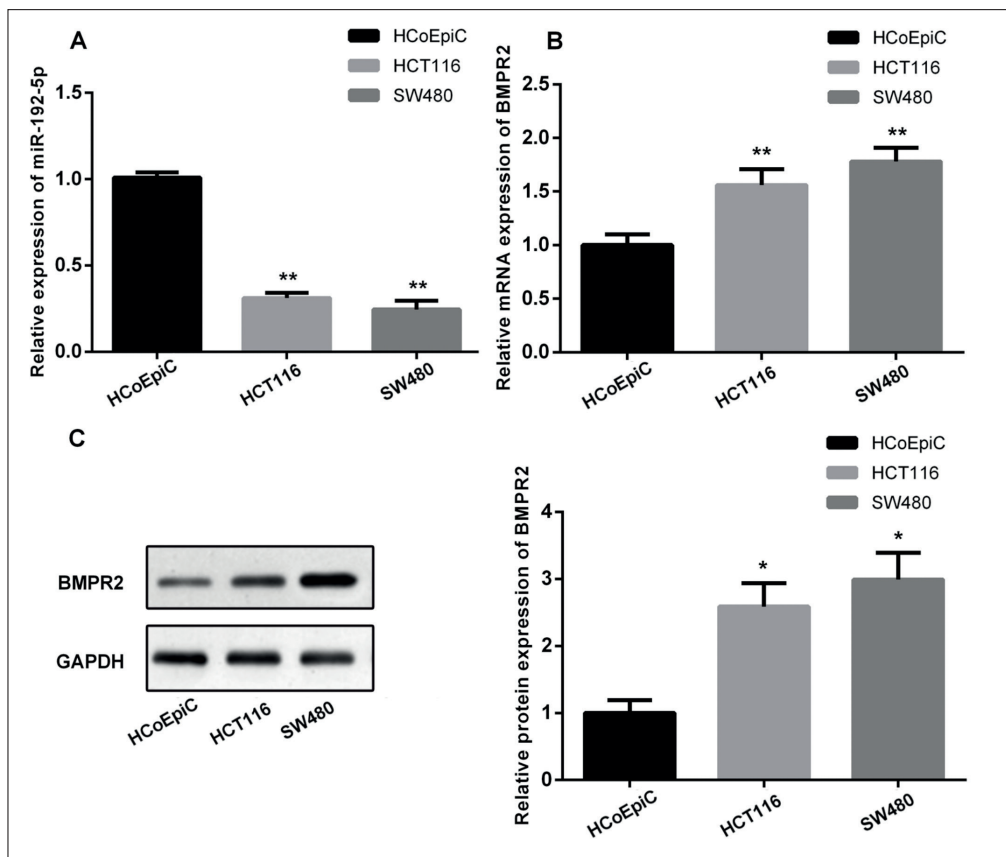 A
HCoEpiC
HCT116
SW480
Relative expression of miR-192-5p
1.5
1.0
0.5
0.0
**
**
HCoEpiC
HCT116
SW480
B
HCoEpiC
HCT116
SW480
Relative mRNA expression of BMPR2
2.5
2.0
1.5
1.0
0.5
0.0
**
**
HCoEpiC
HCT116
SW480
C
BMPR2
GAPDH
HCoEpiC
HCT116
SW480
HCoEpiC
HCT116
SW480
Relative protein expression of BMPR2
4
3
2
1
0
*
*
HCoEpiC
HCT116
SW480